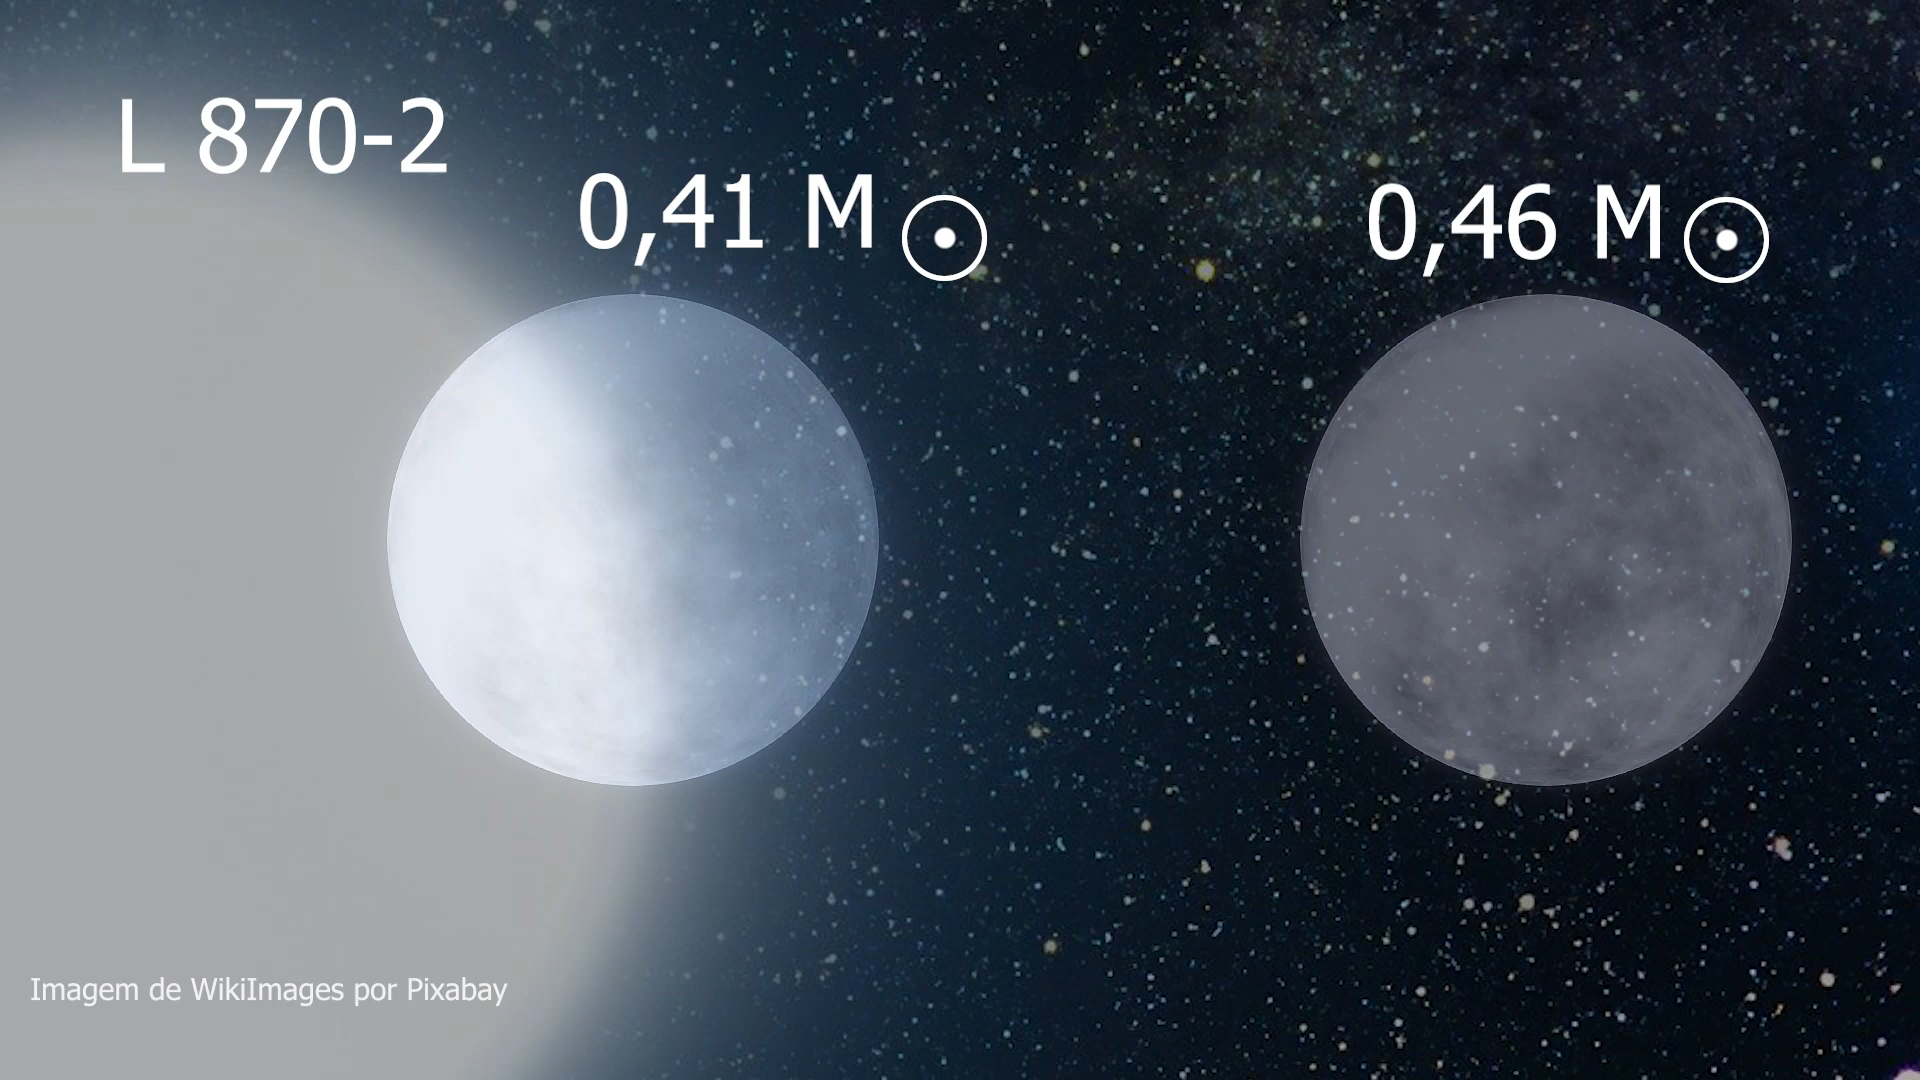 L 870-2
0,41 M☉
0,46 M☉
Imagem de WikiImages por Pixabay